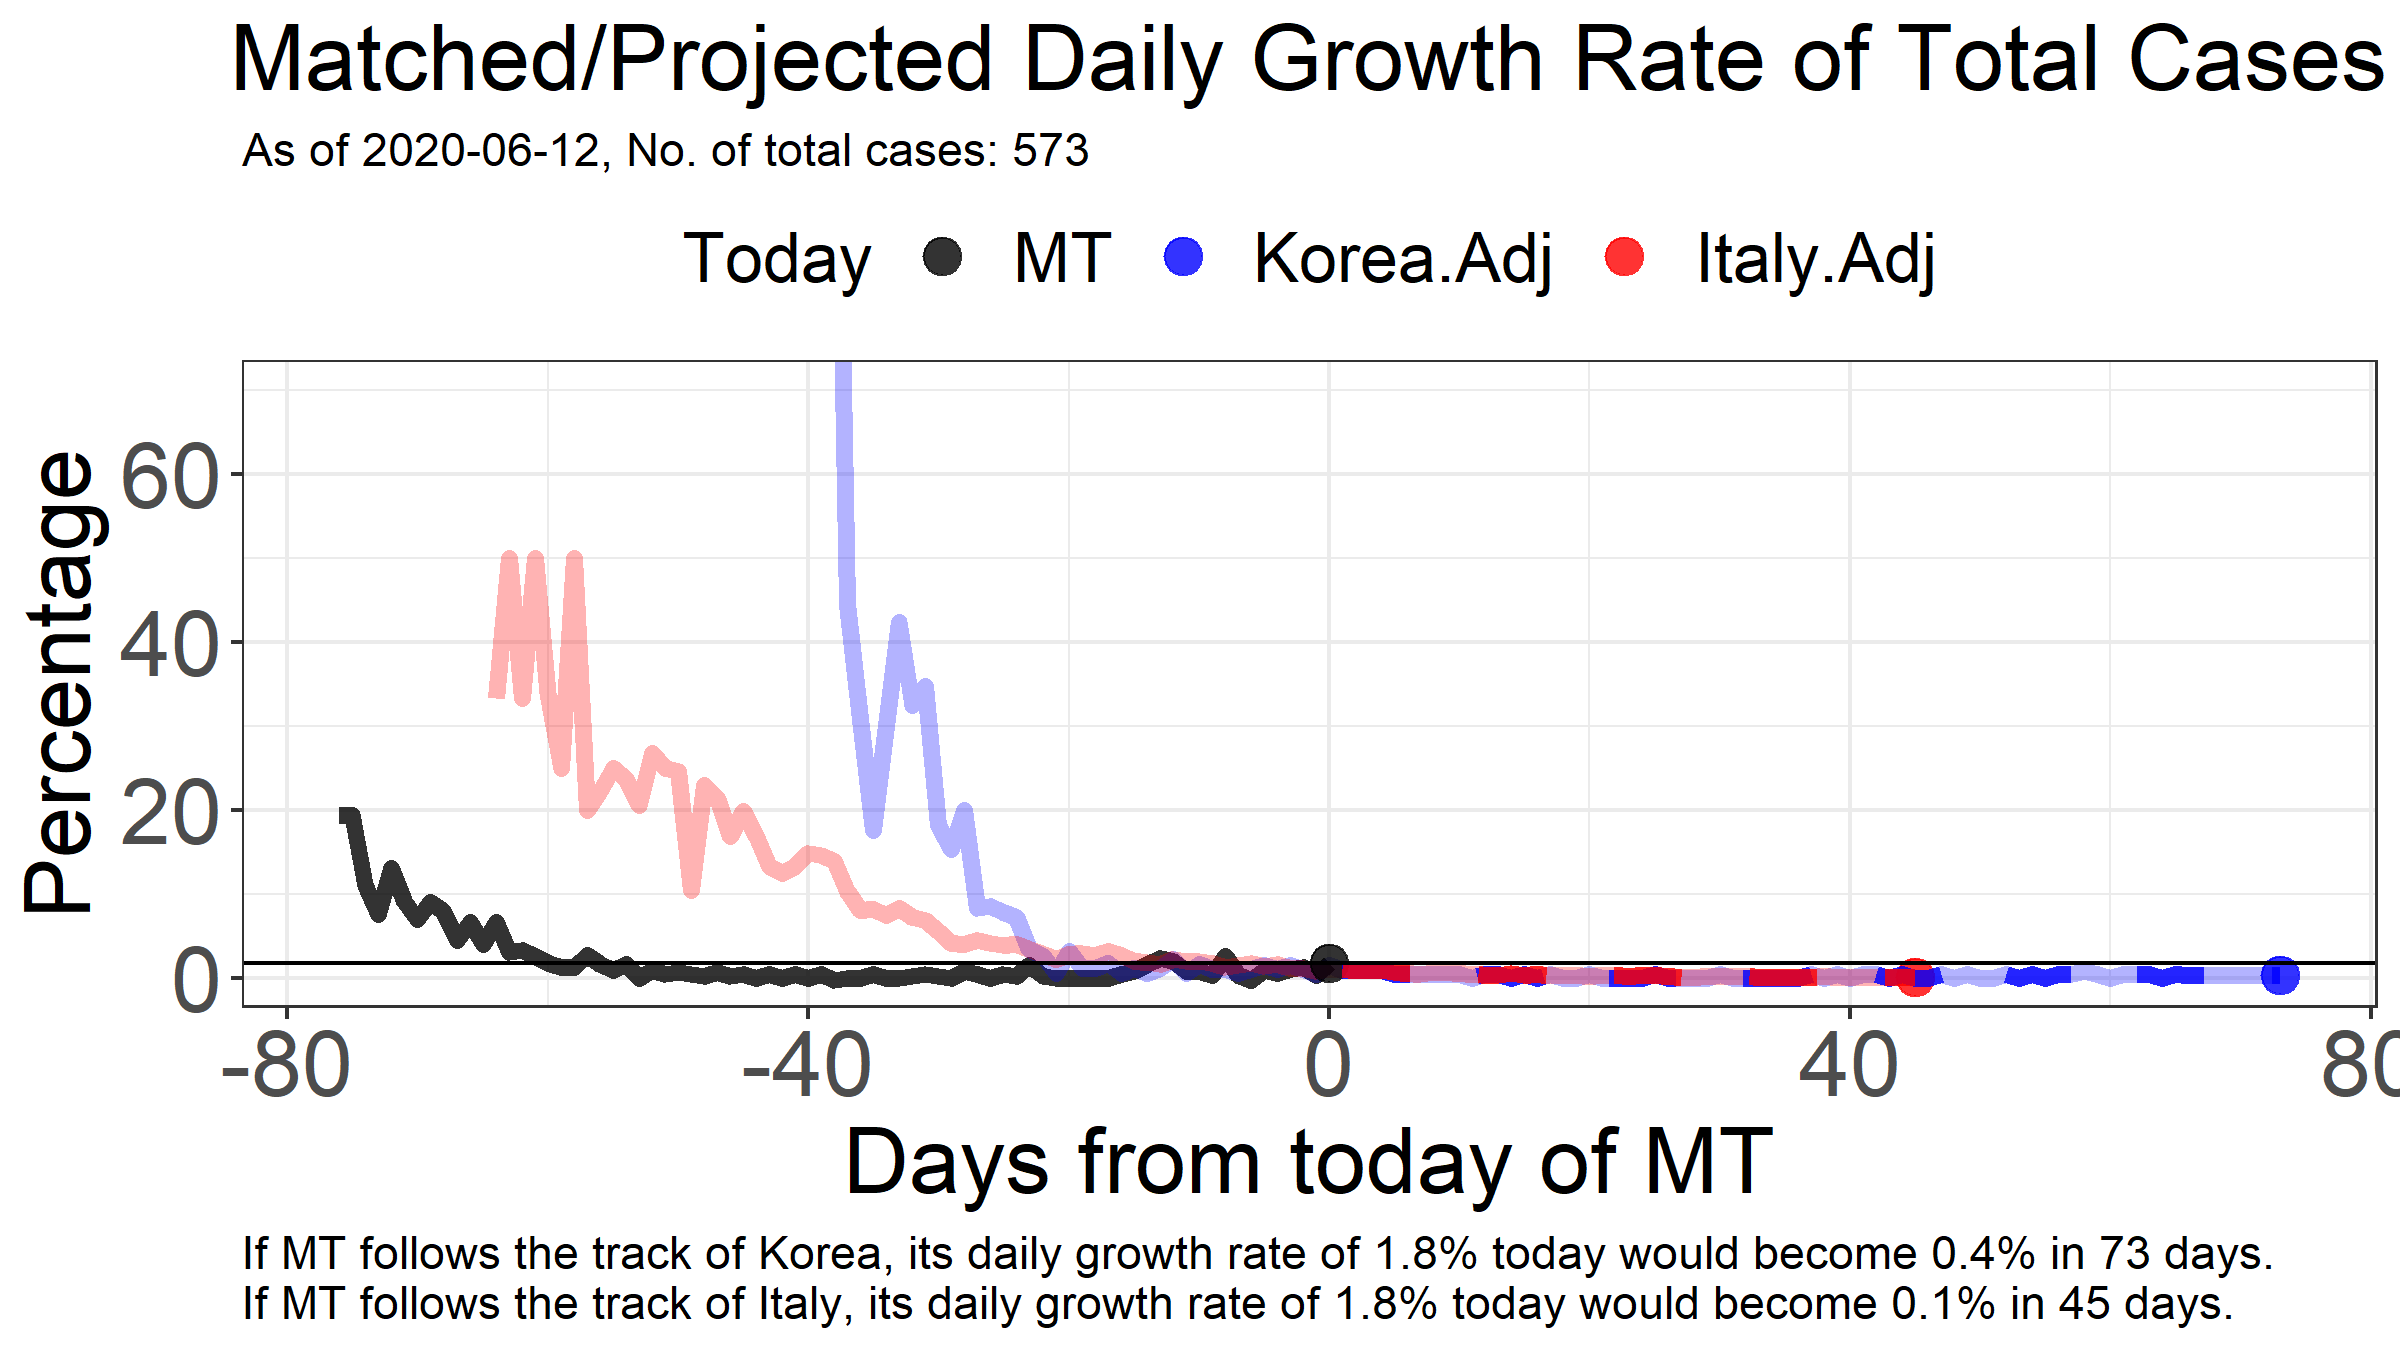 Matched/Projected Daily Growth Rate of Total Cases
As of 2020-06-12, No. of total cases: 573
Today MT Korea.Adj Italy.Adj
Percentage
60
40
20
0
-80 -40 0 40 80
Days from today of MT
If MT follows the track of Korea, its daily growth rate of 1.8% today would become 0.4% in 73 days.
If MT follows the track of Italy, its daily growth rate of 1.8% today would become 0.1% in 45 days.